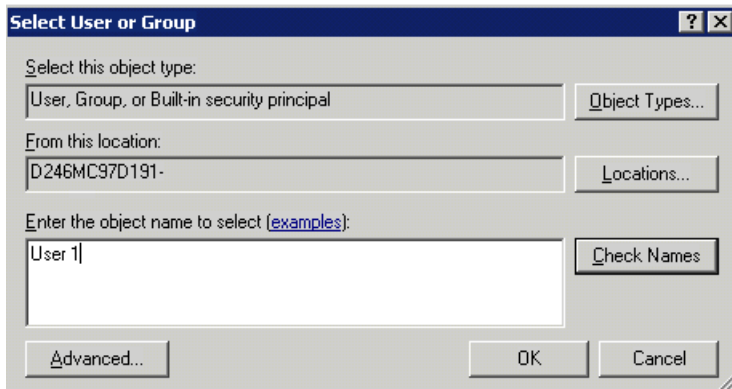 Select User or Group
Select this object type:
User, Group, or Built-in security principal
Object Types...
From this location:
D246MC97D191-
Locations...
Enter the object name to select (examples):
User 1
Check Names
Advanced...
OK
Cancel